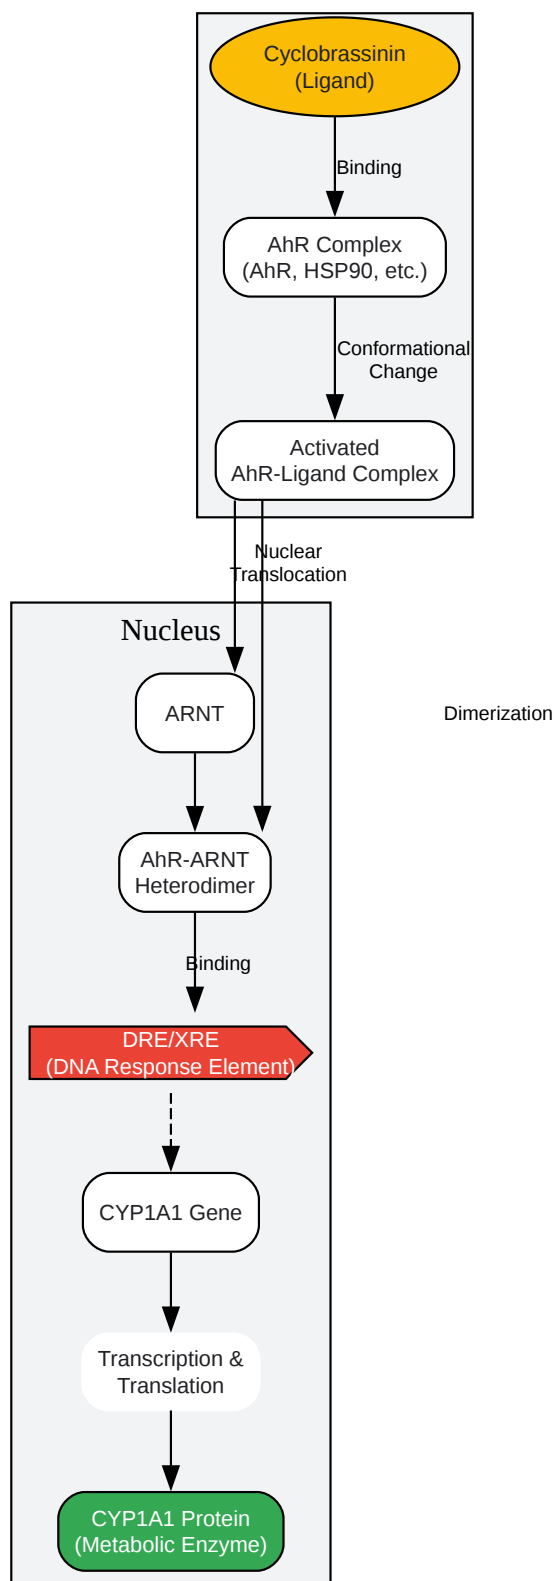 Cyclobrassinin
(Ligand)
Binding
AhR Complex
(AhR, HSP90, etc.)
Conformational
Change
Activated
AhR-Ligand Complex
Nuclear
Translocation
Nucleus
ARNT
Dimerization
AhR-ARNT
Heterodimer
Binding
DRE/XRE
(DNA Response Element)
CYP1A1 Gene
Transcription &
Translation
CYP1A1 Protein
(Metabolic Enzyme)